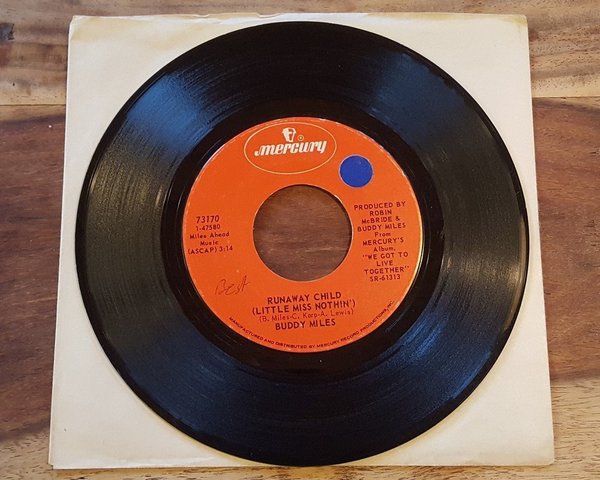 mercury
73170
1-47580
Miles Ahead
Music
(ASCAP) 3:14
PRODUCED BY
ROBIN
McBRIDE &
BUDDY MILES
From
MERCURY'S
Album,
"WE GOT TO
LIVE
TOGETHER"
SR-61313
Best
RUNAWAY CHILD
(LITTLE MISS NOTHIN')
(B. Miles-C. Karp-A. Lewis)
BUDDY MILES
MANUFACTURED AND DISTRIBUTED BY MERCURY RECORD PRODUCTIONS, INC.